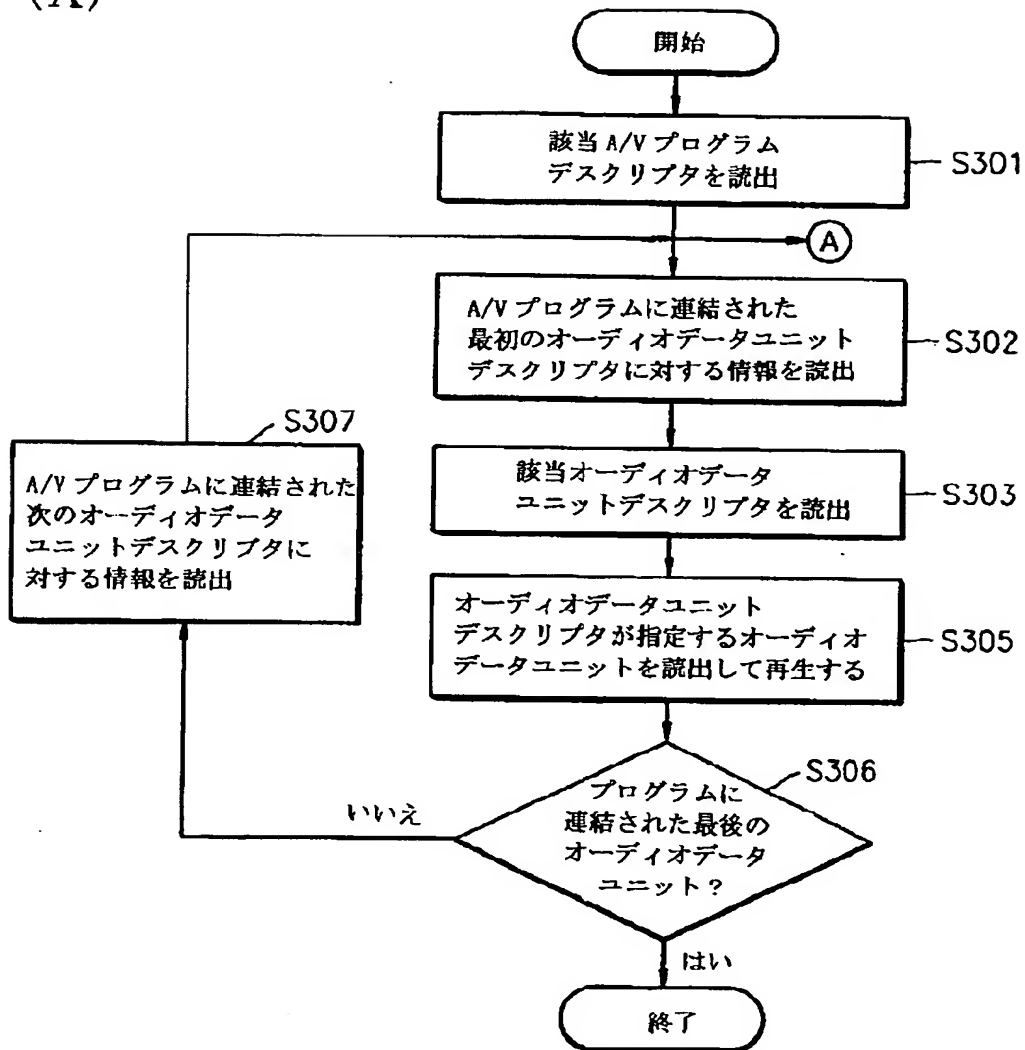 (A)
開始
該当 A/V プログラム
デスクリプタを読出
S301
A
A/V プログラムに連結された
最初のオーディオデータユニット
デスクリプタに対する情報を読出
S302
S307
A/V プログラムに連結された
次のオーディオデータ
ユニットデスクリプタに
対する情報を読出
該当オーディオデータ
ユニットデスクリプタを読出
S303
オーディオデータユニット
デスクリプタが指定するオーディオ
データユニットを読出して再生する
S305
S306
プログラムに
連結された最後の
オーディオデータ
ユニット?
いいえ
はい
終了